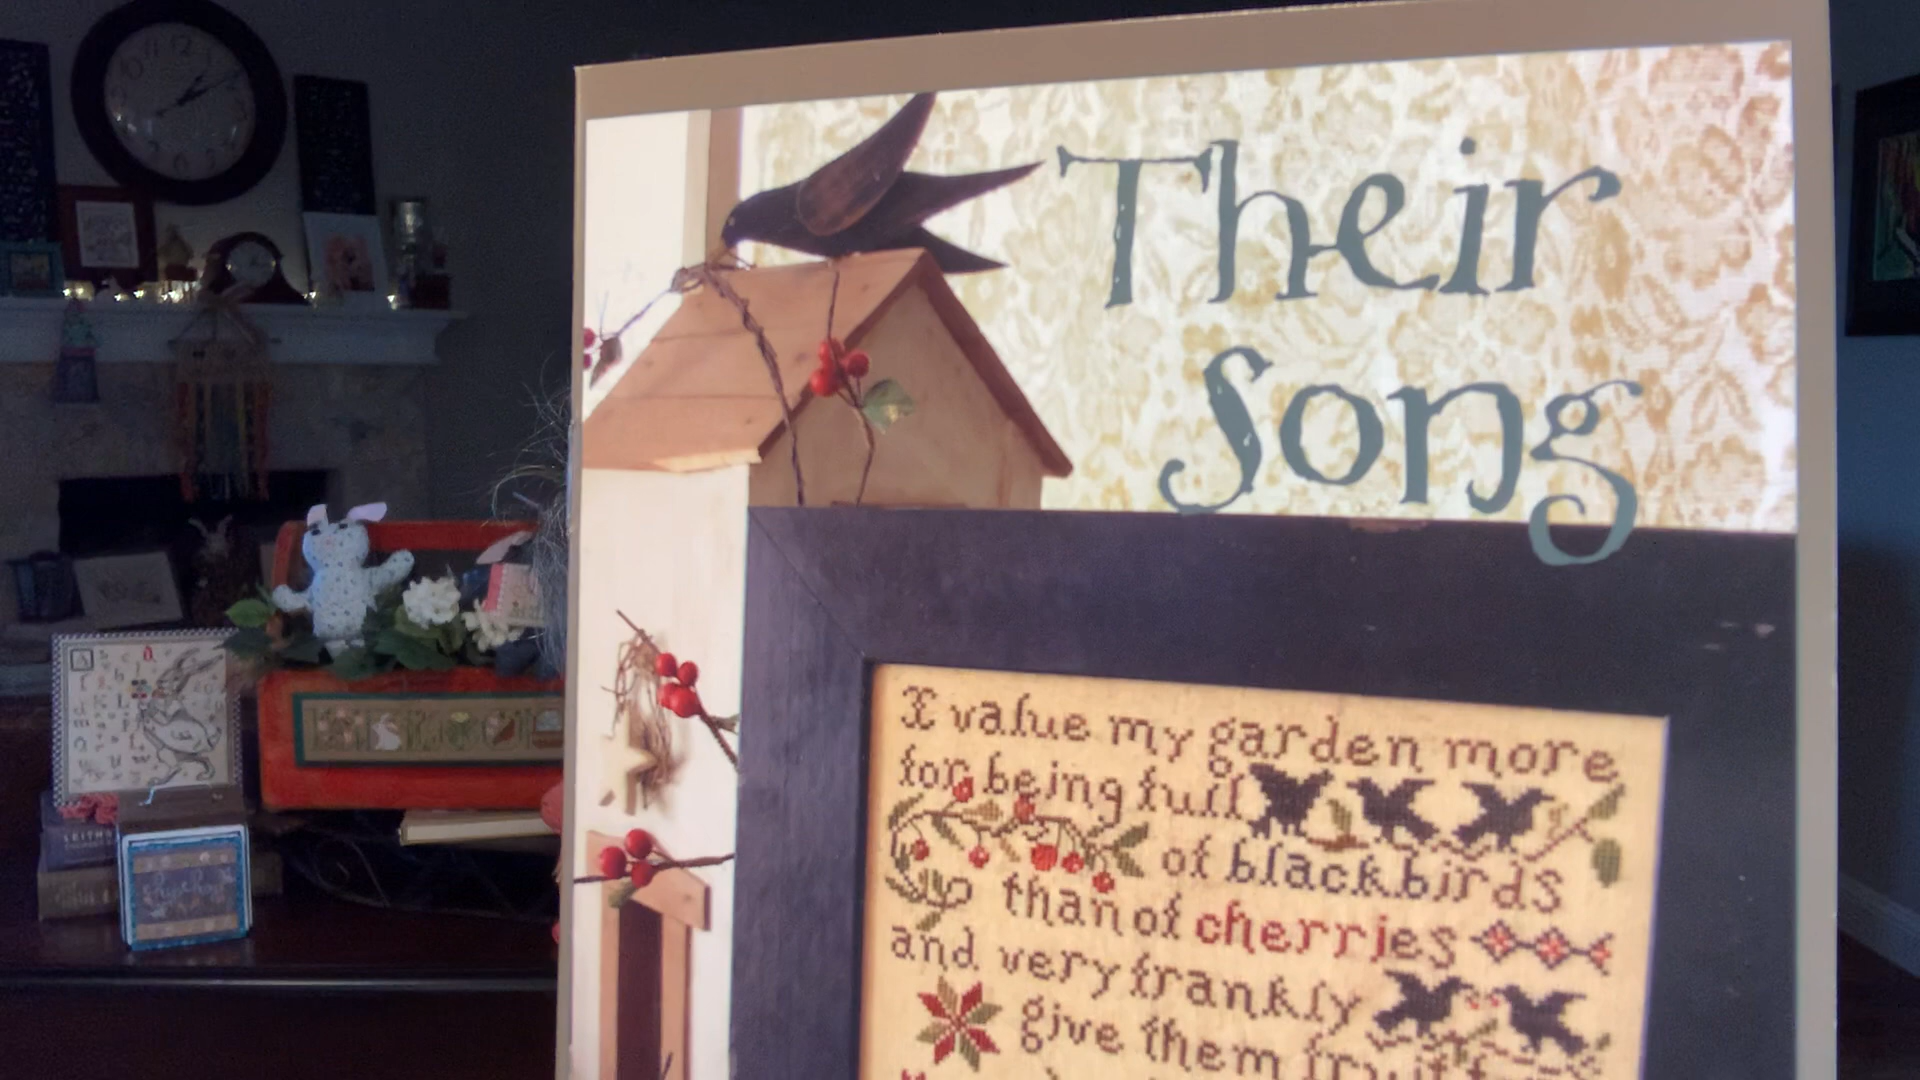 Their
Song
I value my garden more
for being full
of blackbirds
than of cherries
and very frankly
give them fruit